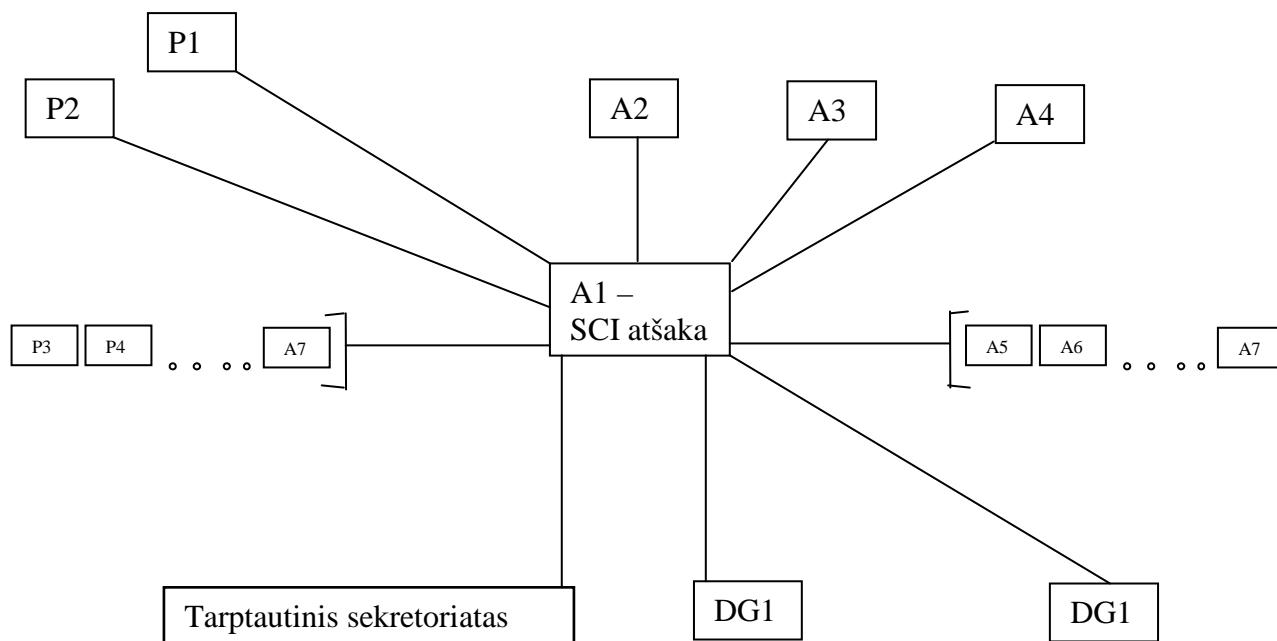 P1
P2
A2
A3
A4
A1 –
SCI atšaka
P3
P4
A7
A5
A6
A7
Tarptautinis sekretoriatas
DG1
DG1